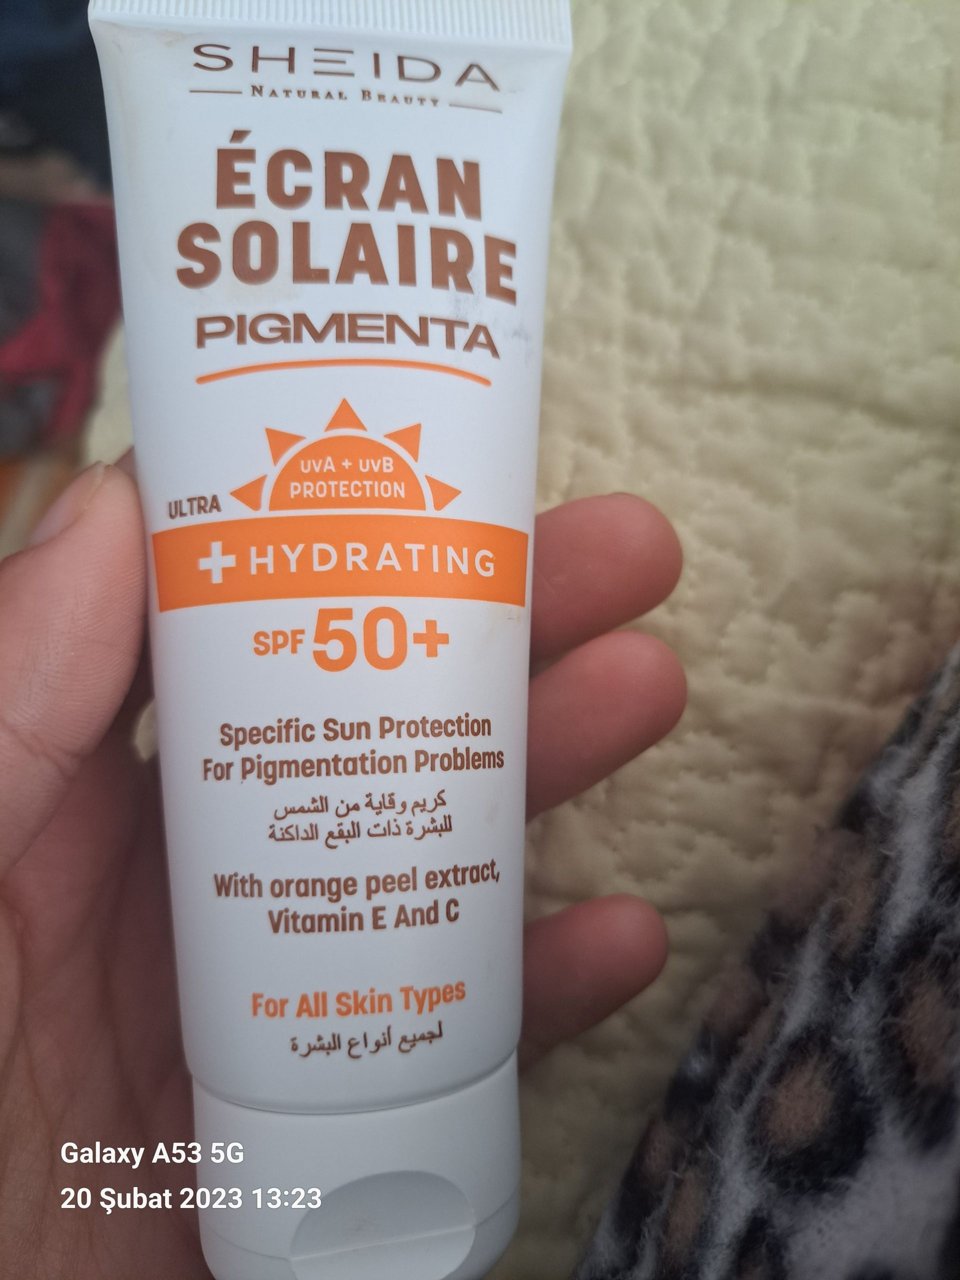 SHEIDA
NATURAL BEAUTY
ÉCRAN
SOLAIRE
PIGMENTA
UVA + UVB
PROTECTION
ULTRA
+HYDRATING
SPF 50+
Specific Sun Protection
For Pigmentation Problems
كريم وقاية من الشمس
للبشرة ذات البقع الداكنة
With orange peel extract,
Vitamin E And C
For All Skin Types
لجميع أنواع البشرة
Galaxy A53 5G
20 Şubat 2023 13:23